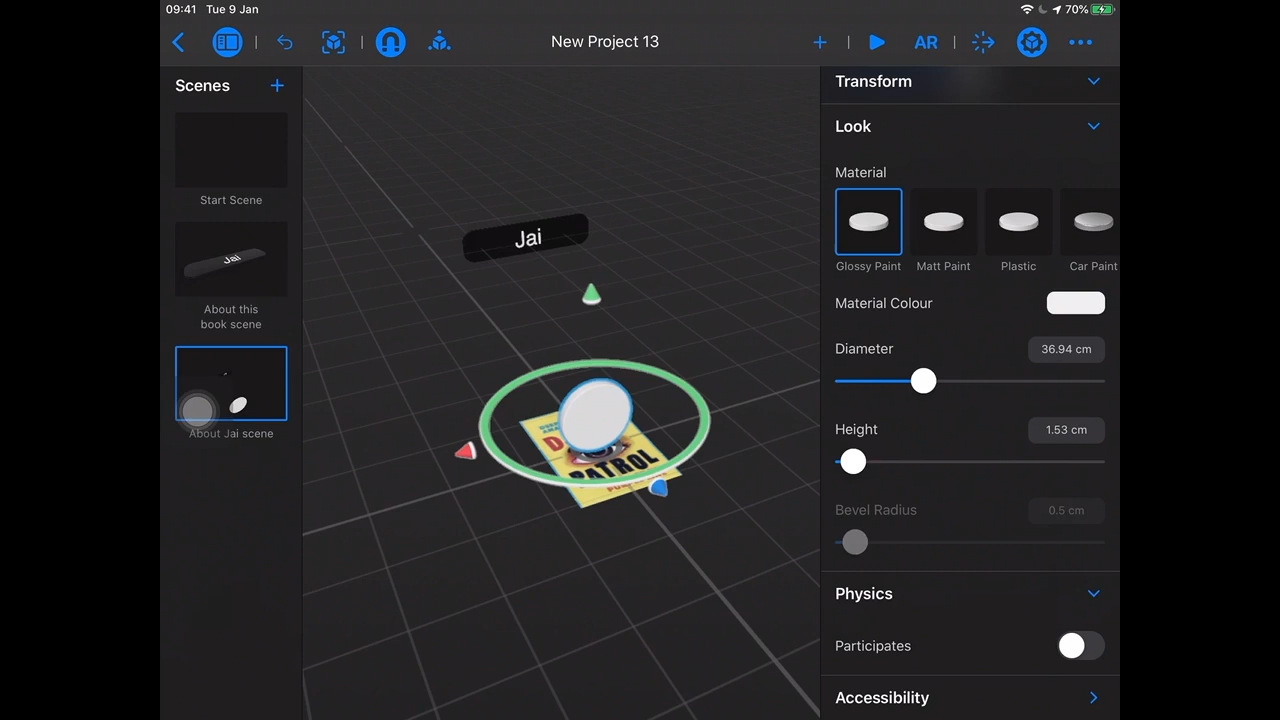 09:41 Tue 9 Jan
70%
New Project 13
AR
Scenes
Start Scene
Jai
About this
book scene
About Jai scene
Jai
PATROL
Transform
Look
Material
Glossy Paint Matt Paint Plastic Car Paint
Material Colour
Diameter 36.94 cm
Height 1.53 cm
Bevel Radius 0.5 cm
Physics
Participates
Accessibility